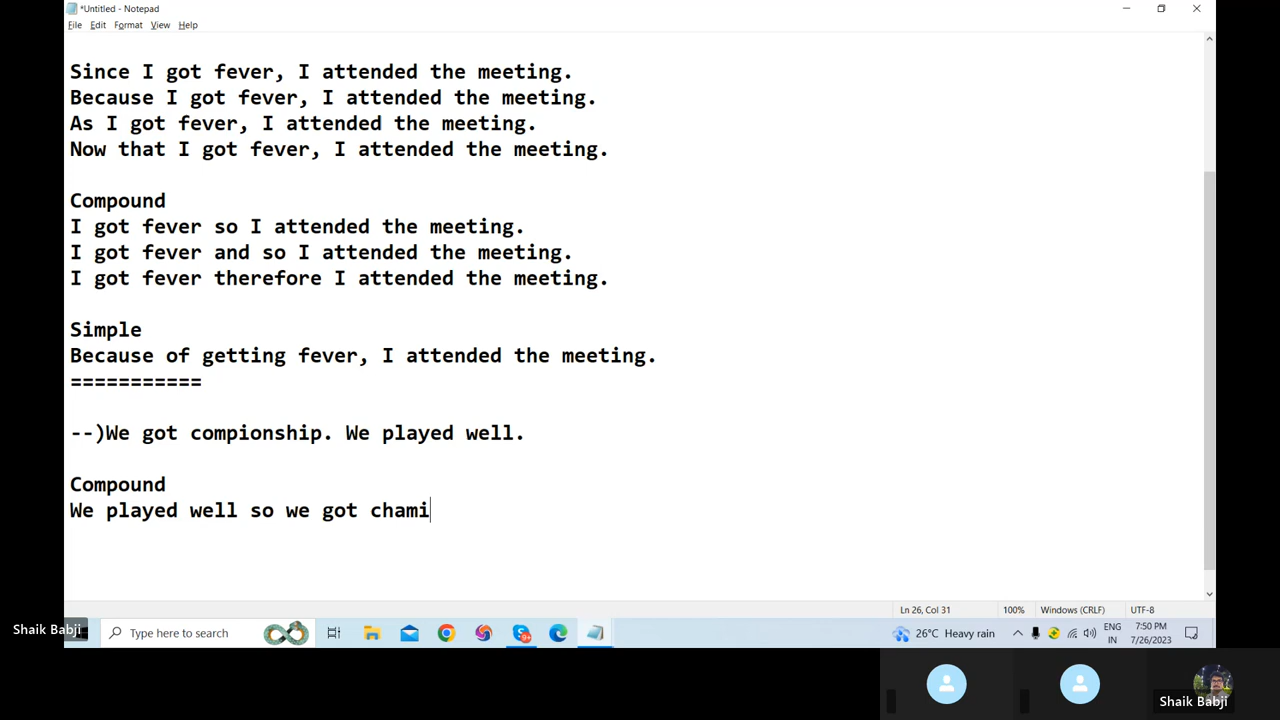 *Untitled - Notepad
File Edit Format View Help
Since I got fever, I attended the meeting.
Because I got fever, I attended the meeting.
As I got fever, I attended the meeting.
Now that I got fever, I attended the meeting.
Compound
I got fever so I attended the meeting.
I got fever and so I attended the meeting.
I got fever therefore I attended the meeting.
Simple
Because of getting fever, I attended the meeting.
===========
--)We got compionship. We played well.
Compound
We played well so we got chami
Ln 26, Col 31 100% Windows (CRLF) UTF-8
Shaik Babji
Type here to search
26°C Heavy rain
ENG
IN
7:50 PM
7/26/2023
Shaik Babji